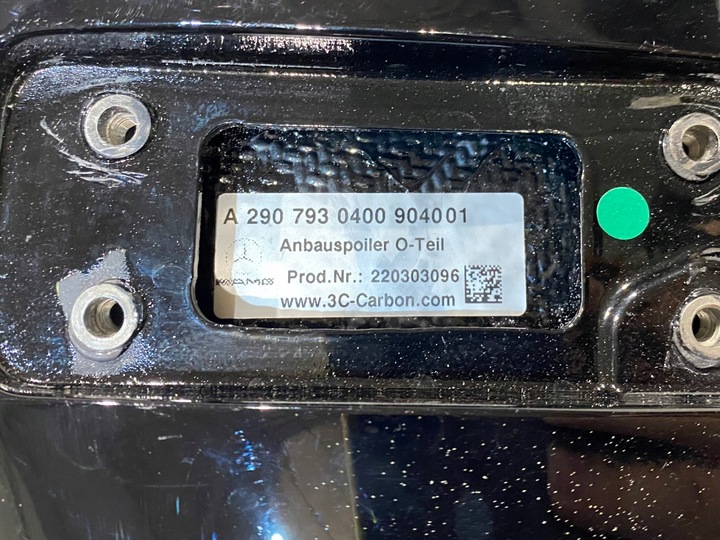 A 290 793 0400 904001
Anbauspoiler O-Teil
Prod.Nr.: 220303096
www.3C-Carbon.com